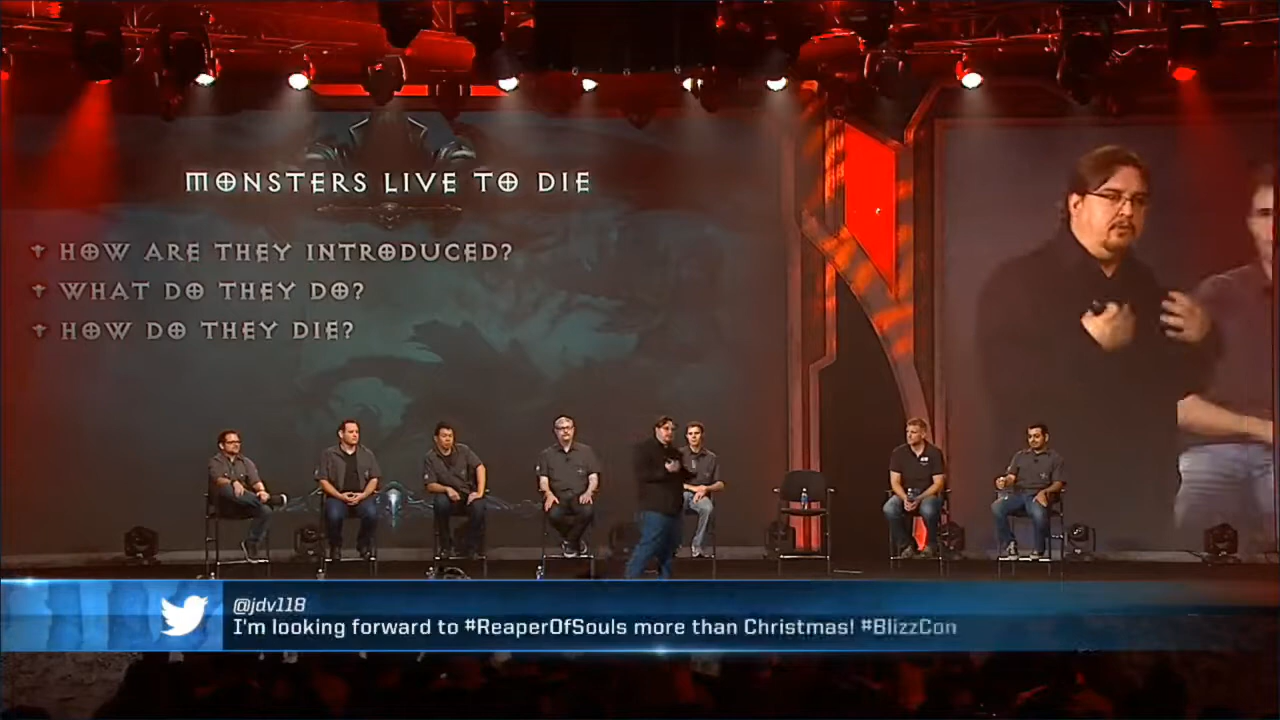 MONSTERS LIVE TO DIE
HOW ARE THEY INTRODUCED?
WHAT DO THEY DO?
HOW DO THEY DIE?
@jdv118
I'm looking forward to #ReaperOfSouls more than Christmas! #BlizzCon